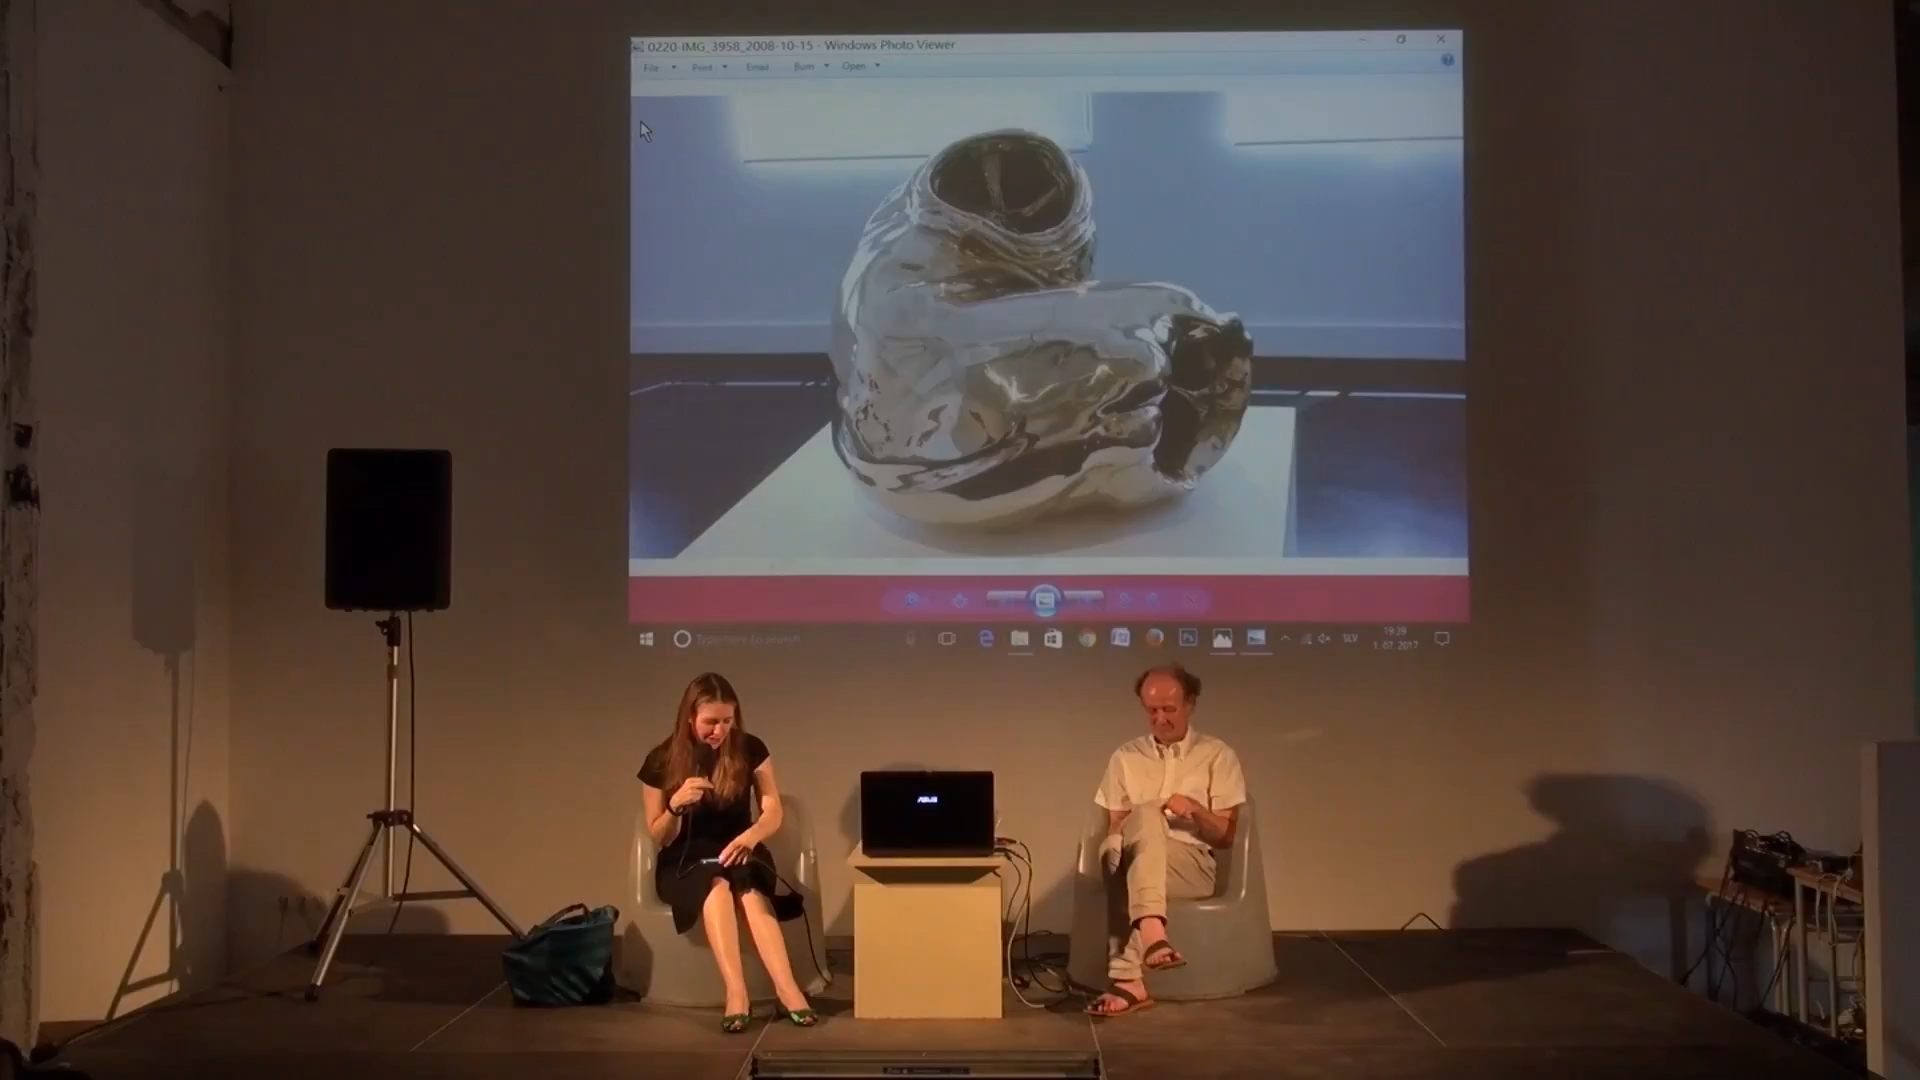 0220-IMG_3958_2008-10-15 - Windows Photo Viewer
File Print Email Burn Open
Type here to search
SLV
19:39
1. 07. 2017
ASUS